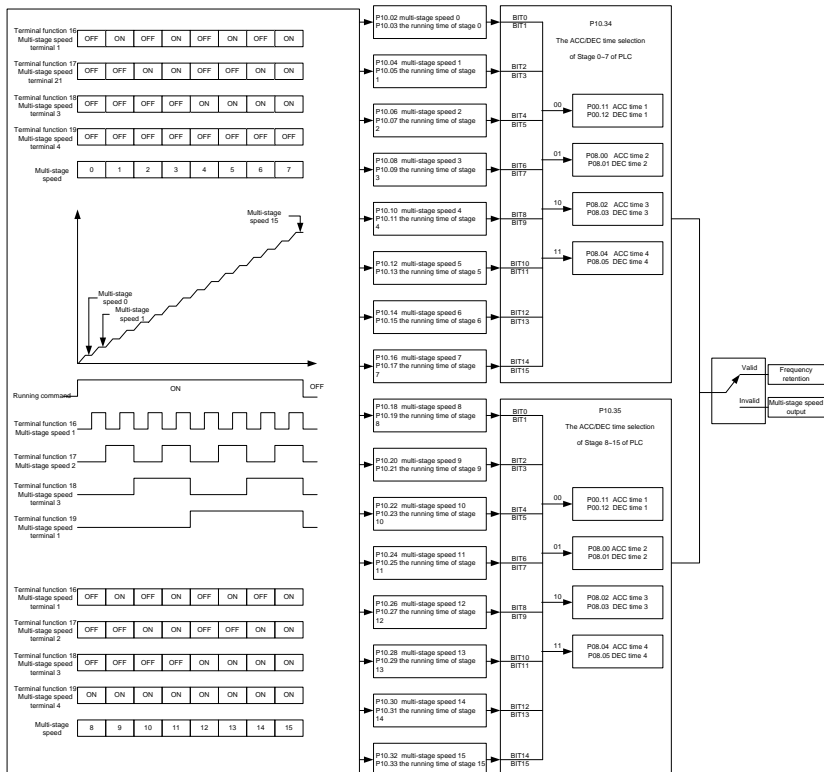 Terminal function 16
Multi-stage speed
terminal 1
OFF ON OFF ON OFF ON OFF ON
Terminal function 17
Multi-stage speed
terminal 21
OFF OFF ON ON OFF OFF ON ON
Terminal function 18
Multi-stage speed
terminal 3
OFF OFF OFF OFF ON ON ON ON
Terminal function 19
Multi-stage speed
terminal 4
OFF OFF OFF OFF OFF OFF OFF OFF
Multi-stage
speed
0 1 2 3 4 5 6 7
Multi-stage
speed 15
Multi-stage
speed 0
Multi-stage
speed 1
Running command
ON
OFF
Terminal function 16
Multi-stage speed 1
Terminal function 17
Multi-stage speed 2
Terminal function 18
Multi-stage speed
terminal 3
Terminal function 19
Multi-stage speed
terminal 1
Terminal function 16
Multi-stage speed
terminal 1
OFF ON OFF ON OFF ON OFF ON
Terminal function 17
Multi-stage speed
terminal 2
OFF OFF ON ON OFF OFF ON ON
Terminal function 18
Multi-stage speed
terminal 3
OFF OFF OFF OFF ON ON ON ON
Terminal function 19
Multi-stage speed
terminal 4
ON ON ON ON ON ON ON ON
Multi-stage
speed
8 9 10 11 12 13 14 15
P10.02 multi-stage speed 0
P10.03 the running time of stage 0
P10.04 multi-stage speed 1
P10.05 the running time of stage
1
P10.06 multi-stage speed 2
P10.07 the running time of stage
2
P10.08 multi-stage speed 3
P10.09 the running time of stage
3
P10.10 multi-stage speed 4
P10.11 the running time of stage
4
P10.12 multi-stage speed 5
P10.13 the running time of stage 5
P10.14 multi-stage speed 6
P10.15 the running time of stage 6
P10.16 multi-stage speed 7
P10.17 the running time of stage
7
P10.18 multi-stage speed 8
P10.19 the running time of stage
8
P10.20 multi-stage speed 9
P10.21 the running time of stage 9
P10.22 multi-stage speed 10
P10.23 the running time of stage
10
P10.24 multi-stage speed 11
P10.25 the running time of stage
11
P10.26 multi-stage speed 12
P10.27 the running time of stage
12
P10.28 multi-stage speed 13
P10.29 the running time of stage
13
P10.30 multi-stage speed 14
P10.31 the running time of stage
14
P10.32 multi-stage speed 15
P10.33 the running time of stage 15
BIT0
BIT1
BIT2
BIT3
BIT4
BIT5
BIT6
BIT7
BIT8
BIT9
BIT10
BIT11
BIT12
BIT13
BIT14
BIT15
P10.34
The ACC/DEC time selection
of Stage 0~7 of PLC
00
P00.11 ACC time 1
P00.12 DEC time 1
01
P08.00 ACC time 2
P08.01 DEC time 2
10
P08.02 ACC time 3
P08.03 DEC time 3
11
P08.04 ACC time 4
P08.05 DEC time 4
BIT0
BIT1
BIT2
BIT3
BIT4
BIT5
BIT6
BIT7
BIT8
BIT9
BIT10
BIT11
BIT12
BIT13
BIT14
BIT15
P10.35
The ACC/DEC time selection
of Stage 8~15 of PLC
00
P00.11 ACC time 1
P00.12 DEC time 1
01
P08.00 ACC time 2
P08.01 DEC time 2
10
P08.02 ACC time 3
P08.03 DEC time 3
11
P08.04 ACC time 4
P08.05 DEC time 4
Valid
Frequency
retention
Invalid
Multi-stage speed
output